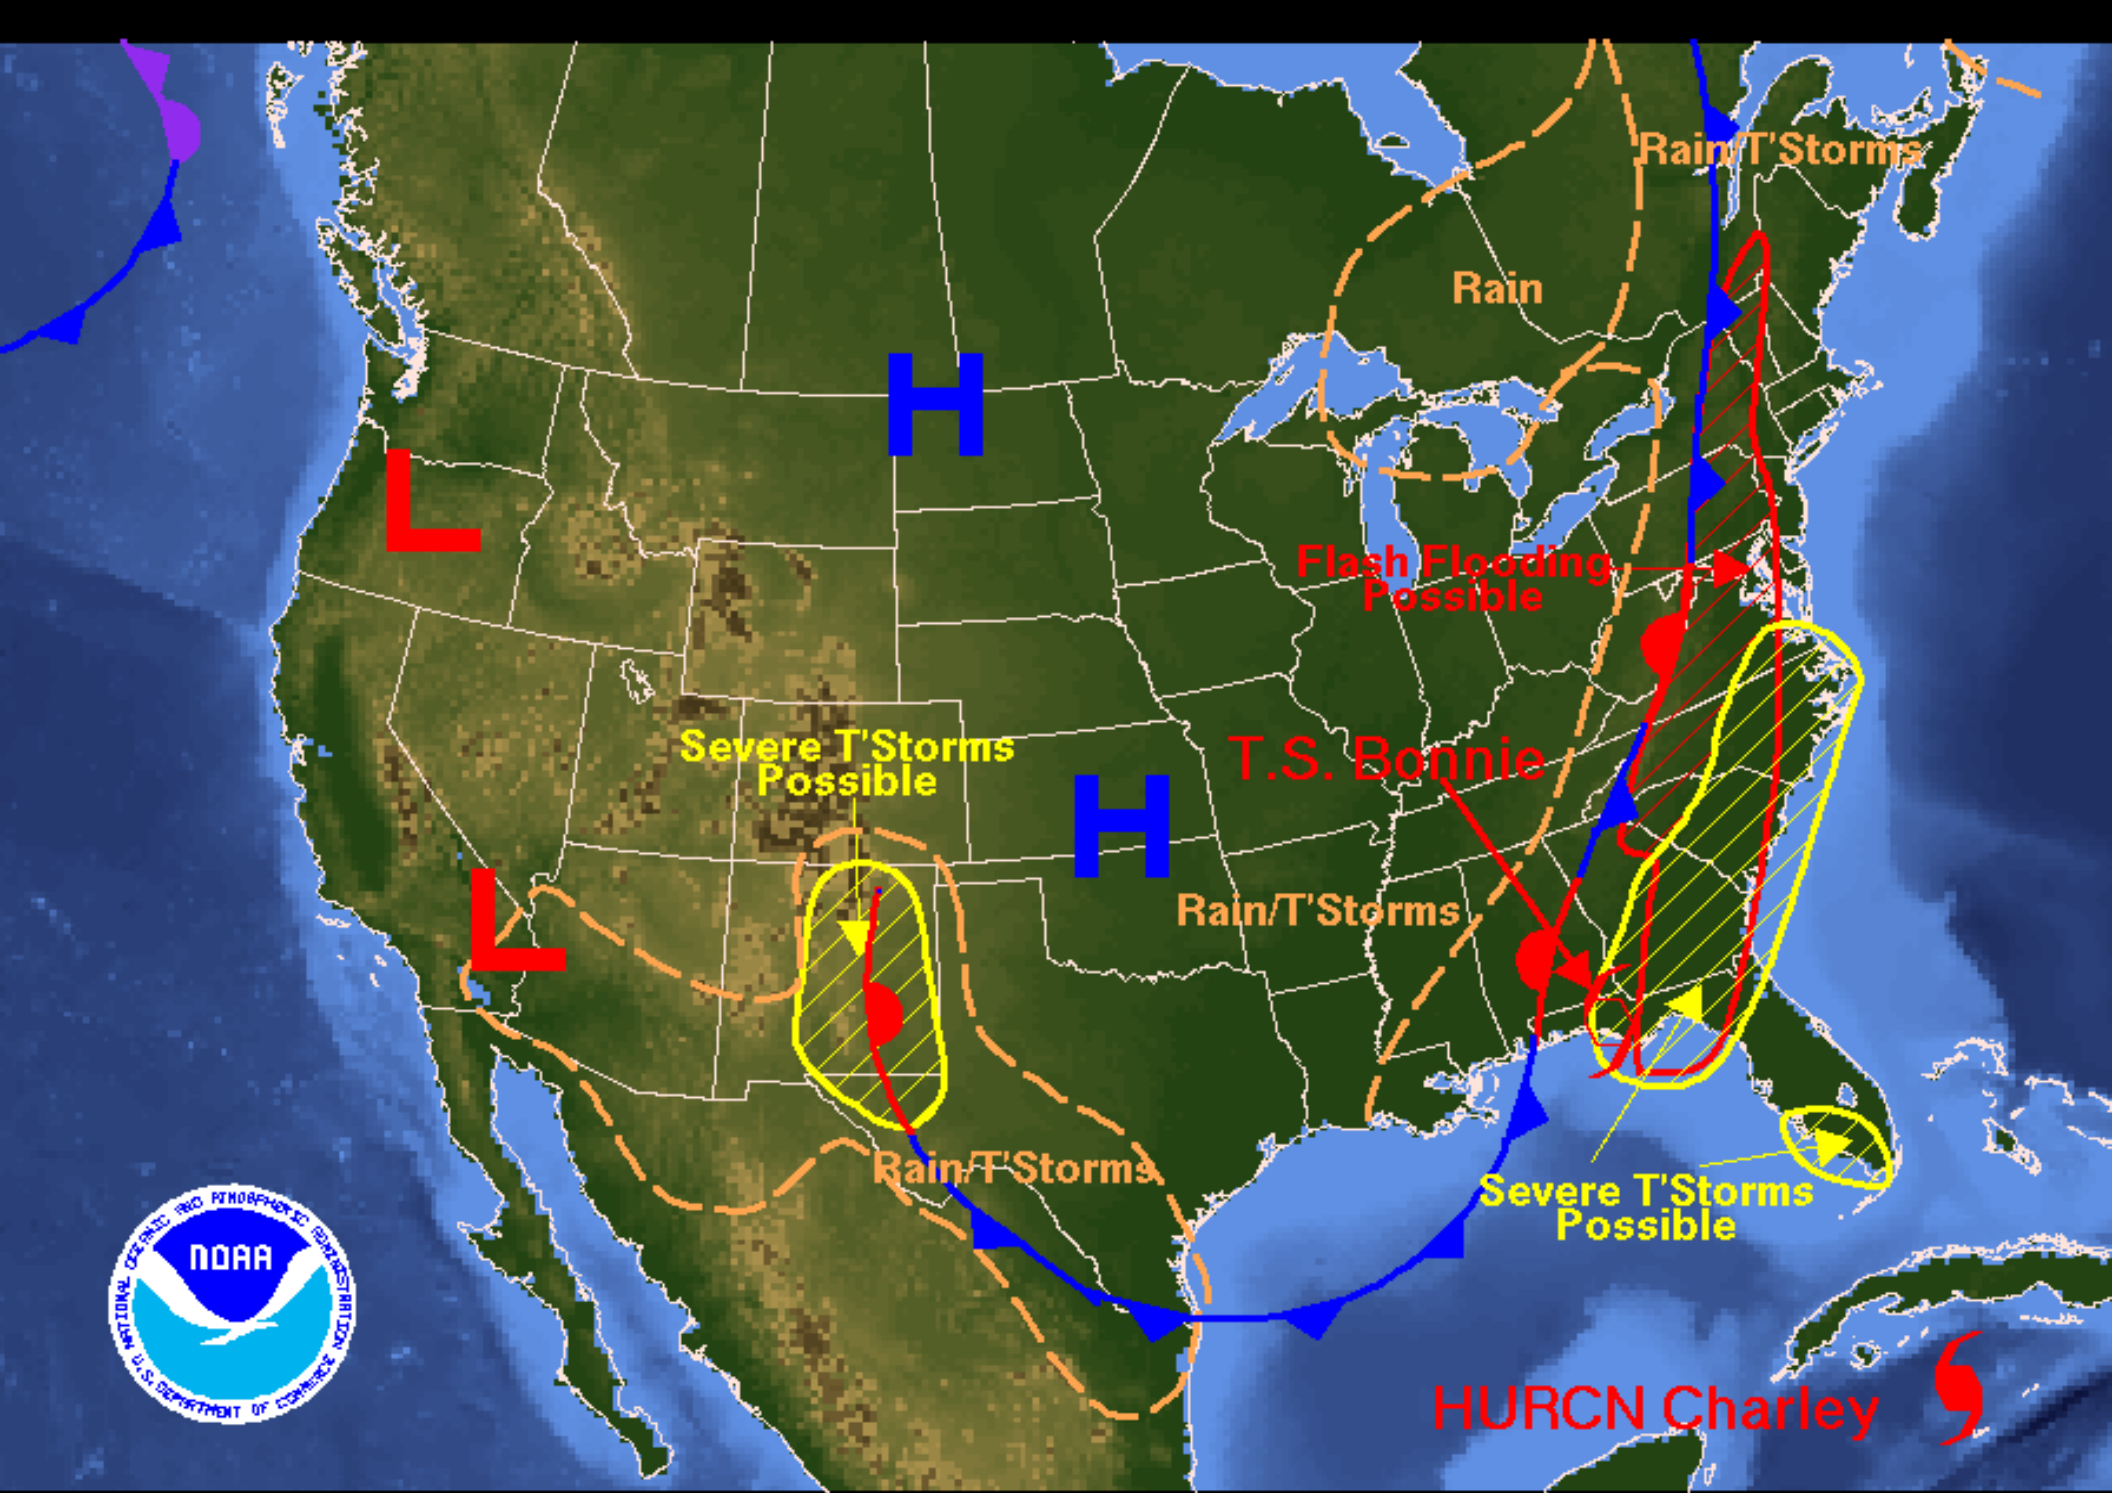 Rain/T'Storms
Rain
H
L
Flash Flooding
Possible
Severe T'Storms
Possible
T.S. Bonnie
H
L
Rain/T'Storms
Rain/T'Storms
Severe T'Storms
Possible
HURCN Charley
NOAA
NATIONAL OCEANIC AND ATMOSPHERIC ADMINISTRATION
U.S. DEPARTMENT OF COMMERCE